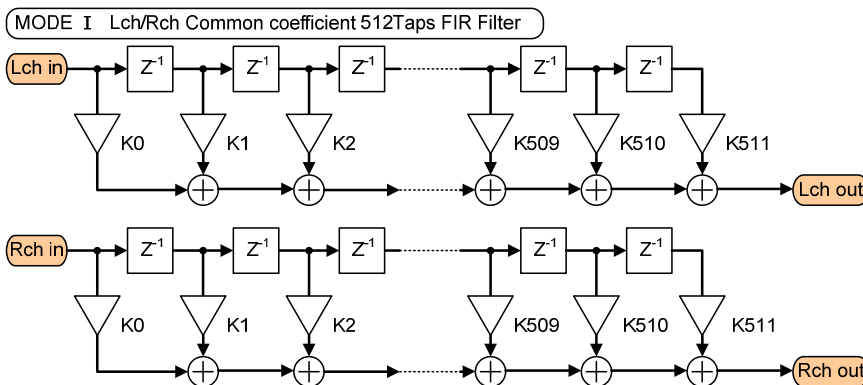 MODE I Lch/Rch Common coefficient 512Taps FIR Filter
Lch in Z-1 Z-1 Z-1 Z-1 Z-1
K0 K1 K2 K509 K510 K511
Lch out
Rch in Z-1 Z-1 Z-1 Z-1 Z-1
K0 K1 K2 K509 K510 K511
Rch out